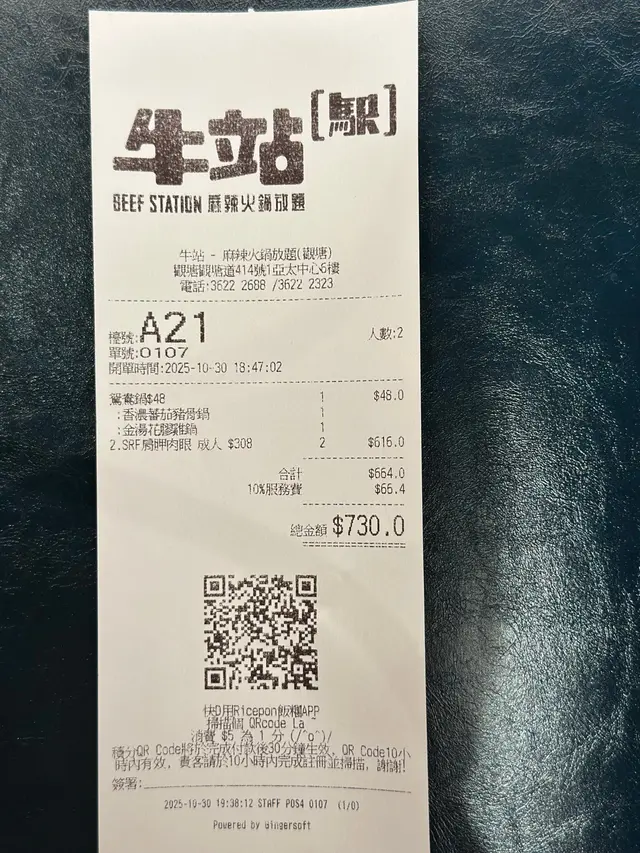 牛站[駅]
BEEF STATION 麻辣火鍋放題
牛站 - 麻辣火鍋放題(觀塘)
觀塘觀塘道414號1亞太中心6樓
電話:3622 2688 /3622 2323
檯號:A21 人數:2
單號:0107
開單時間:2025-10-30 18:47:02
鴛鴦鍋$48 1 $48.0
:香濃蕃茄豬骨鍋 1
:金湯花膠雞鍋 1
2.SRF肩胛肉眼 成人 $308 2 $616.0
合計 $664.0
10%服務費 $66.4
總金額 $730.0
快D用Ricepon飯糰APP
掃描個 QRcode La ~
消費 $5 為 1 分 (/^o^)/
積分QR Code將於完成付款後30分鐘生效, QR Code10小
時內有效, 貴客請於10小時內完成註冊並掃描, 謝謝!
簽署:
2025-10-30 19:38:12 STAFF POS4 0107 (1/0)
Powered by Gingersoft